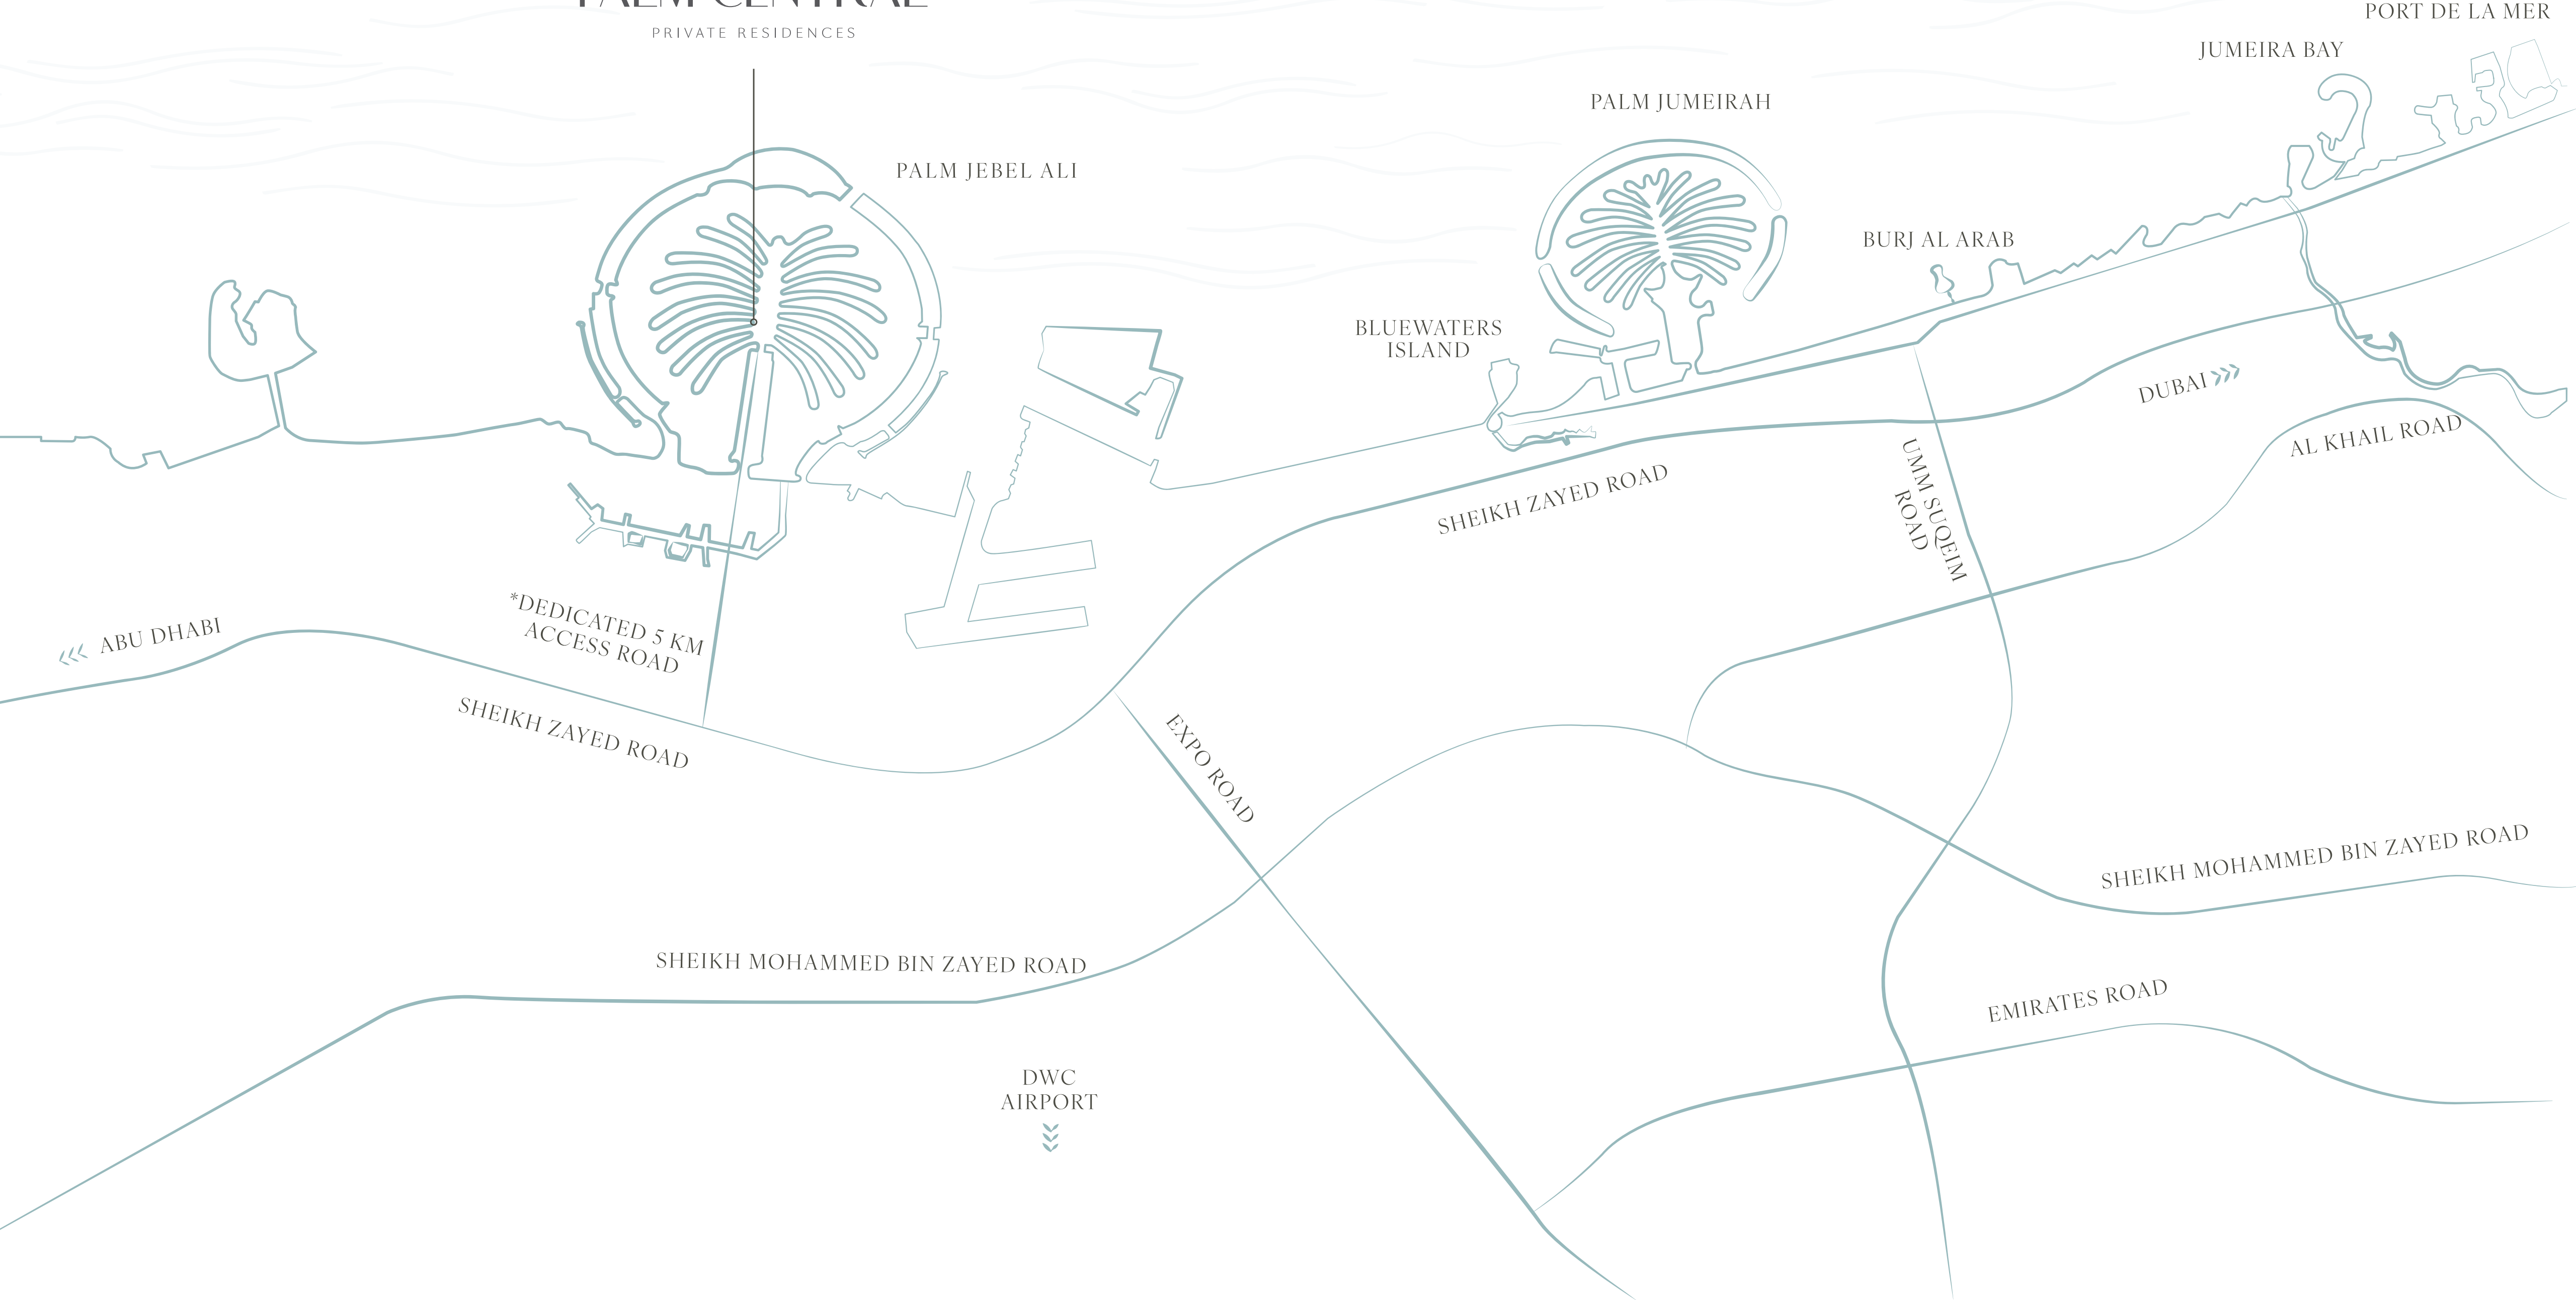 PALM CENTRAL
PRIVATE RESIDENCES
PORT DE LA MER
JUMEIRA BAY
PALM JUMEIRAH
PALM JEBEL ALI
BURJ AL ARAB
BLUEWATERS
ISLAND
DUBAI
AL KHAIL ROAD
UMM SUQEIM
ROAD
SHEIKH ZAYED ROAD
*DEDICATED 5 KM
ACCESS ROAD
ABU DHABI
SHEIKH ZAYED ROAD
EXPO ROAD
SHEIKH MOHAMMED BIN ZAYED ROAD
SHEIKH MOHAMMED BIN ZAYED ROAD
EMIRATES ROAD
DWC
AIRPORT